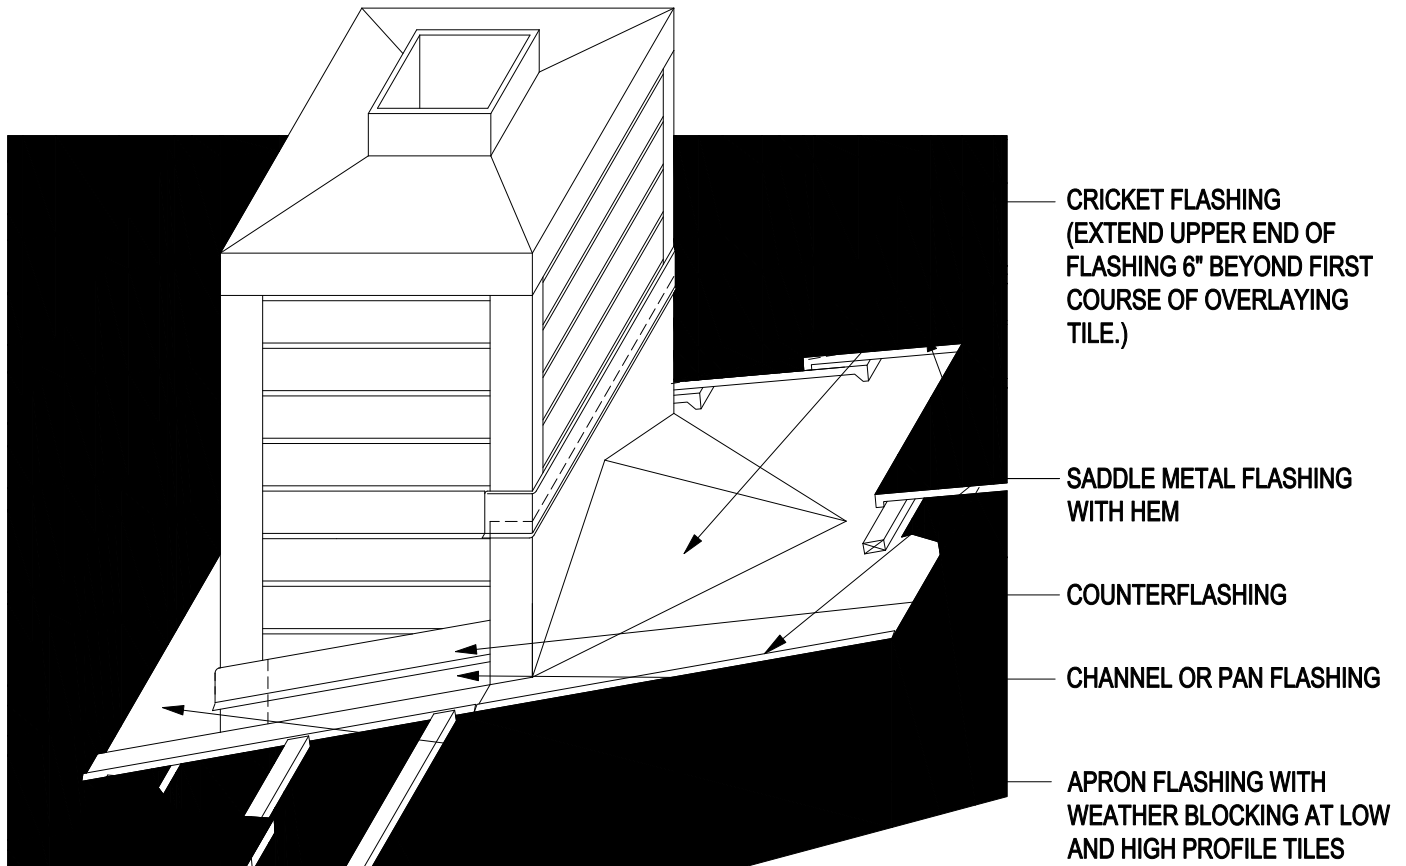 CRICKET FLASHING
(EXTEND UPPER END OF
FLASHING 6" BEYOND FIRST
COURSE OF OVERLAYING
TILE.)
SADDLE METAL FLASHING
WITH HEM
COUNTERFLASHING
CHANNEL OR PAN FLASHING
APRON FLASHING WITH
WEATHER BLOCKING AT LOW
AND HIGH PROFILE TILES